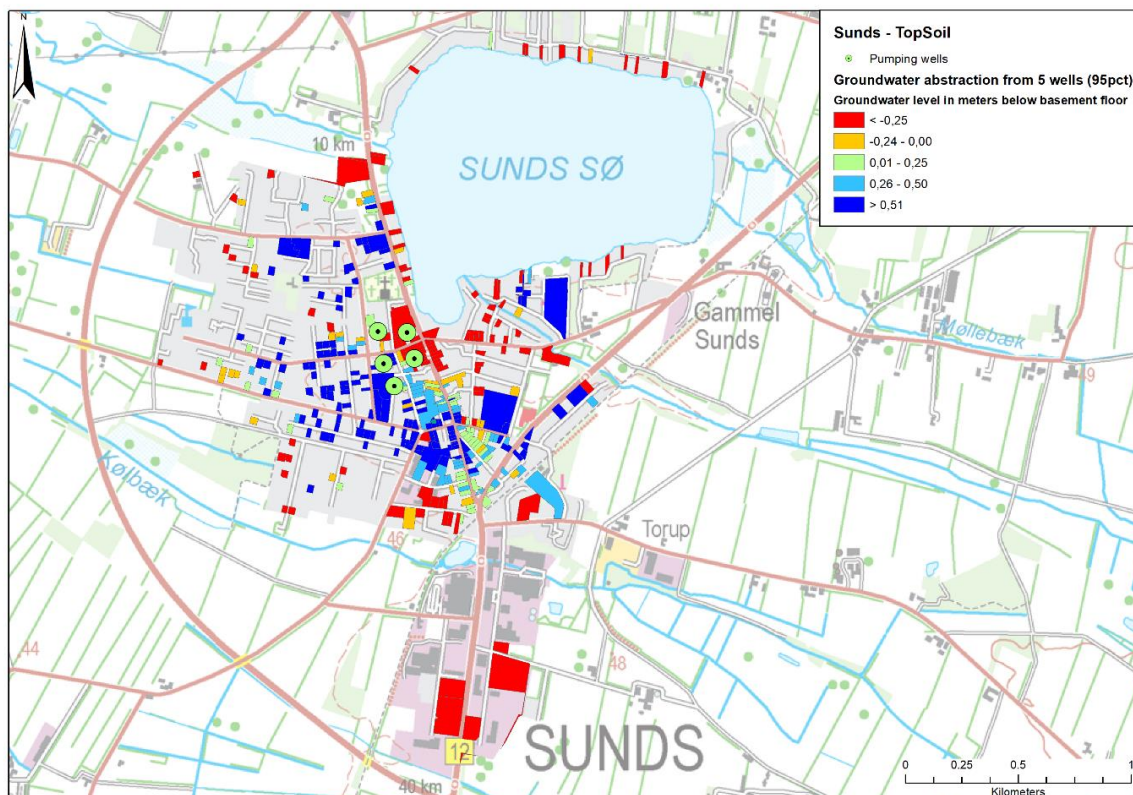 N
Sunds - TopSoil
Pumping wells
Groundwater abstraction from 5 wells (95pct)
Groundwater level in meters below basement floor
< -0,25
-0,24 - 0,00
0,01 - 0,25
0,26 - 0,50
> 0,51
10 km
SUNDS SØ
Gammel
Sunds
Møllebæk
49
Kølbæk
46
Torup
44
48
SUNDS
12
40 km
0 0.25 0.5 1
Kilometers